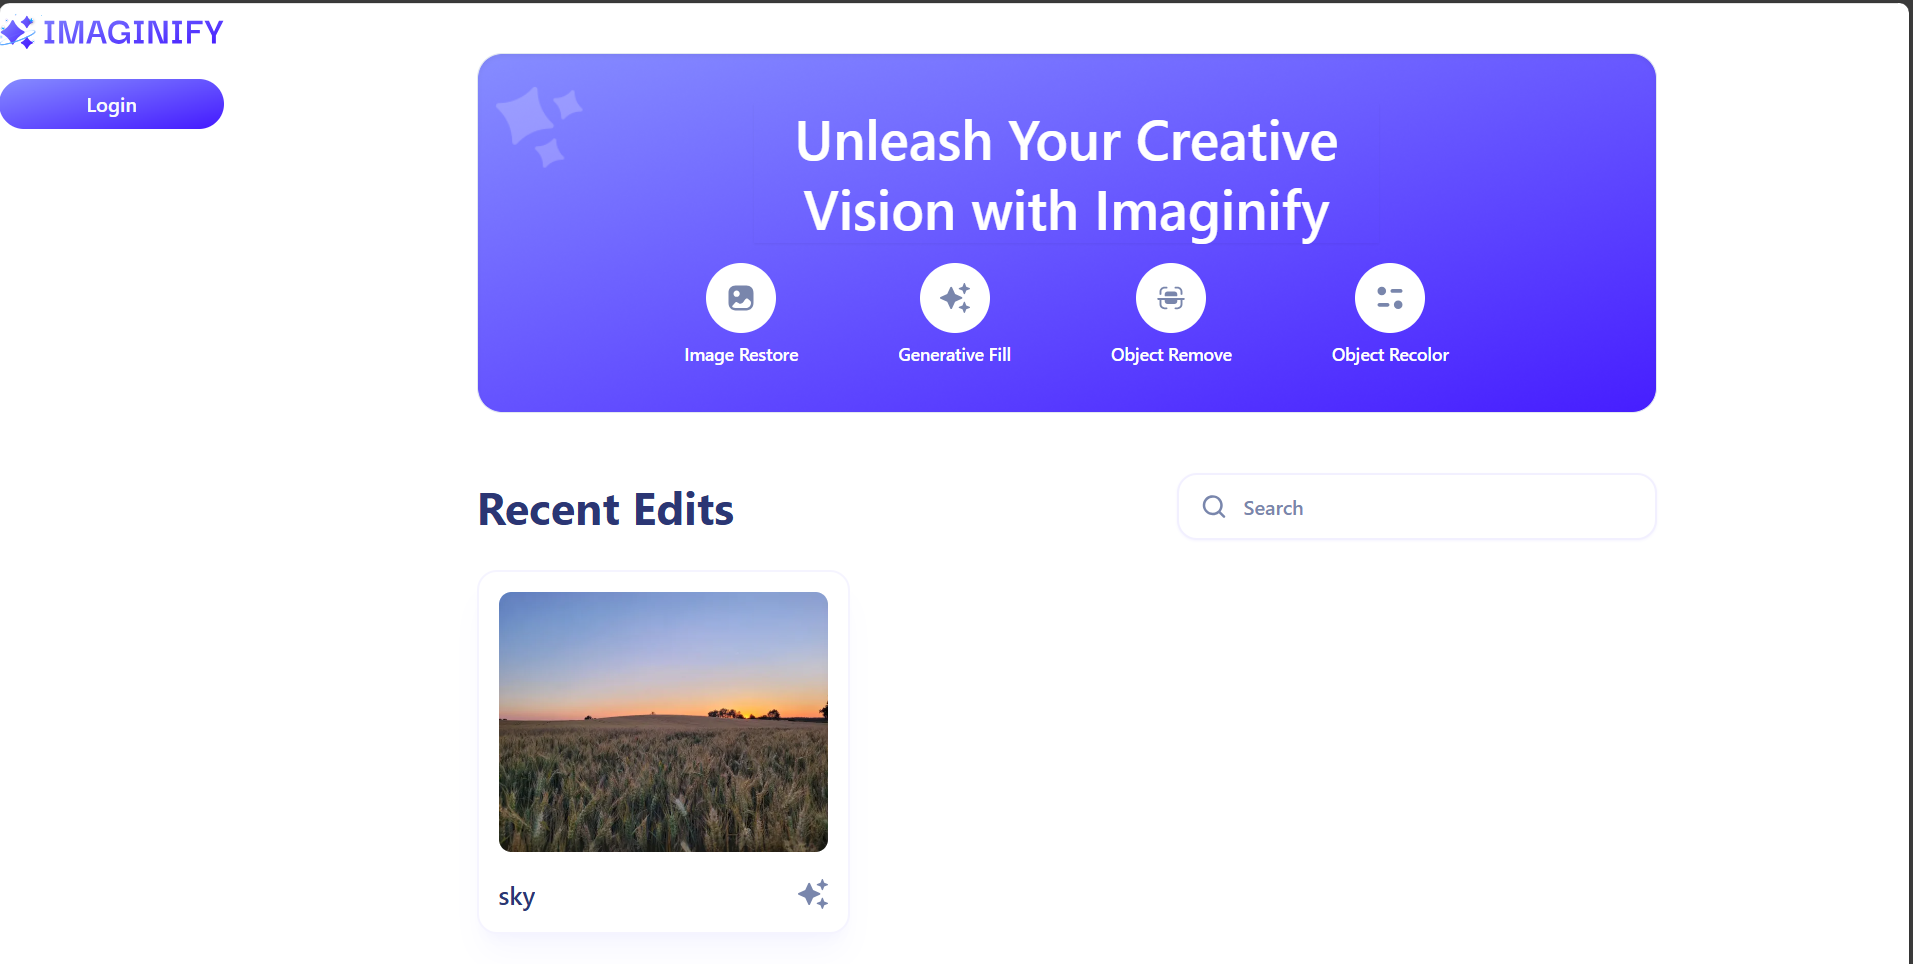 IMAGINIFY
Login
Unleash Your Creative
Vision with Imaginify
Image Restore
Generative Fill
Object Remove
Object Recolor
Recent Edits
Search
sky